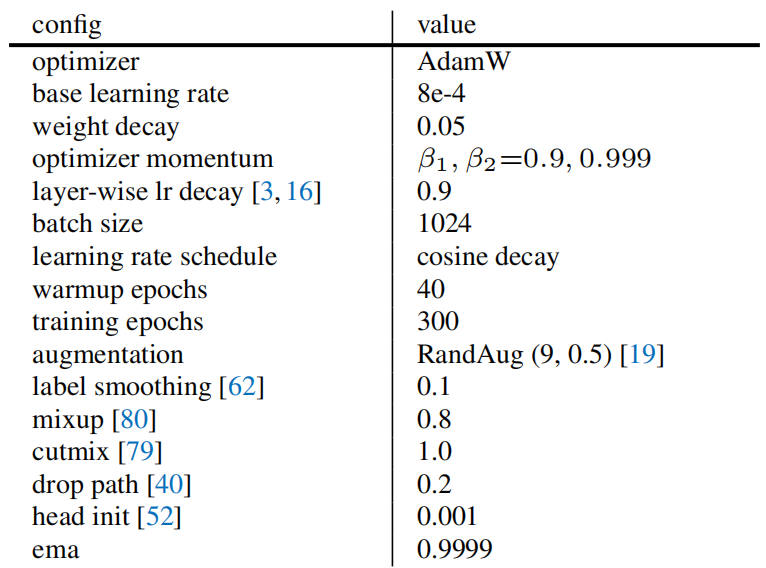 config value
optimizer AdamW
base learning rate 8e-4
weight decay 0.05
optimizer momentum β1, β2=0.9, 0.999
layer-wise lr decay [3, 16] 0.9
batch size 1024
learning rate schedule cosine decay
warmup epochs 40
training epochs 300
augmentation RandAug (9, 0.5) [19]
label smoothing [62] 0.1
mixup [80] 0.8
cutmix [79] 1.0
drop path [40] 0.2
head init [52] 0.001
ema 0.9999